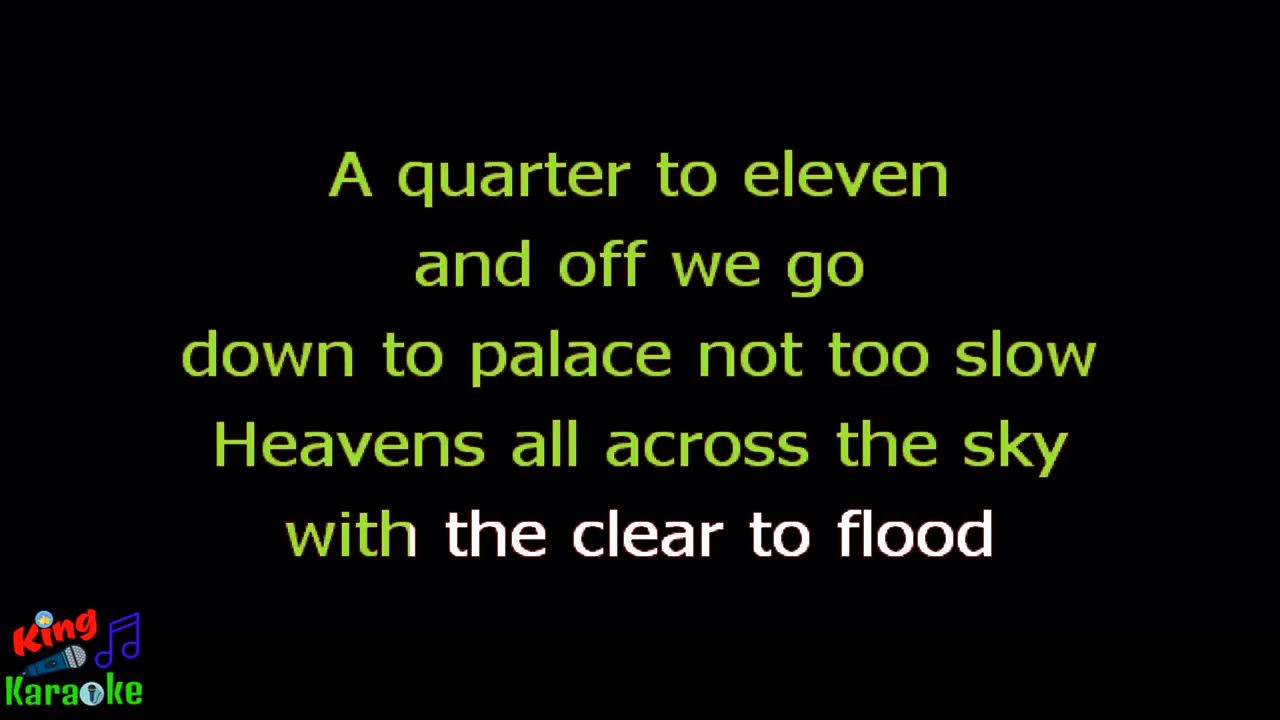 A quarter to eleven
and off we go
down to palace not too slow
Heavens all across the sky
with the clear to flood
King
Karaoke